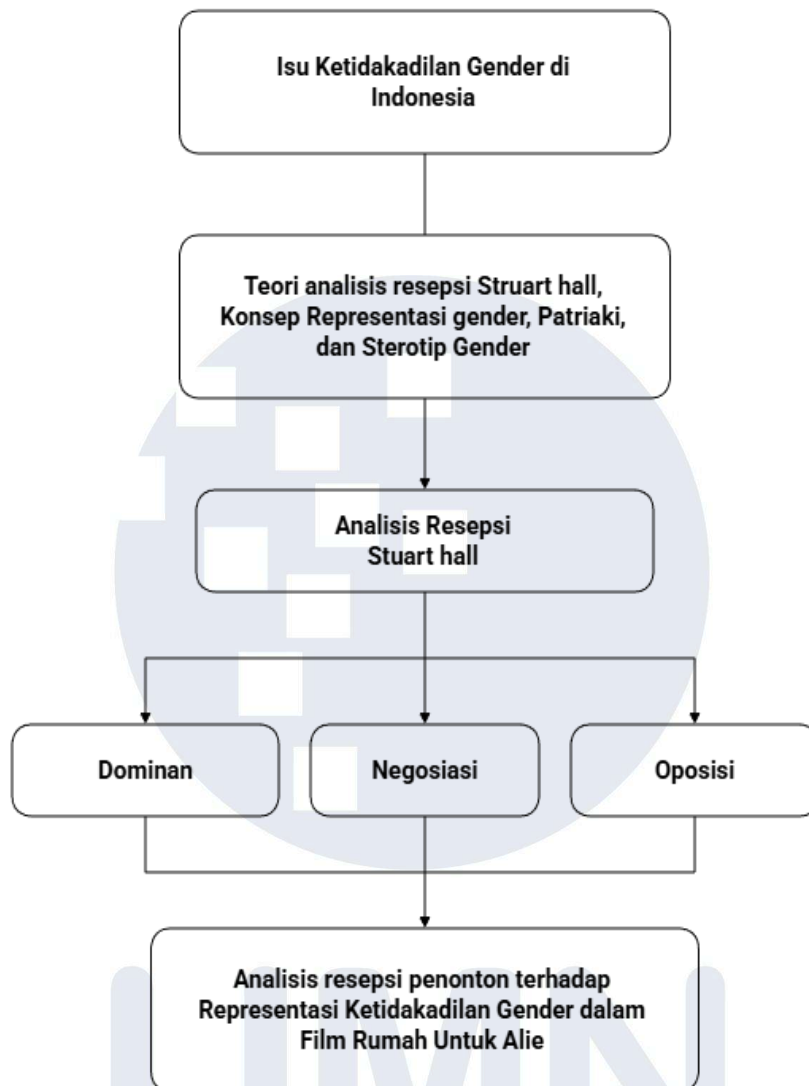 Isu Ketidakadilan Gender di
Indonesia
Teori analisis resepsi Struart hall,
Konsep Representasi gender, Patriaki,
dan Sterotip Gender
Analisis Resepsi
Stuart hall
Dominan
Negosiasi
Oposisi
Analisis resepsi penonton terhadap
Representasi Ketidakadilan Gender dalam
Film Rumah Untuk Alie
UMN